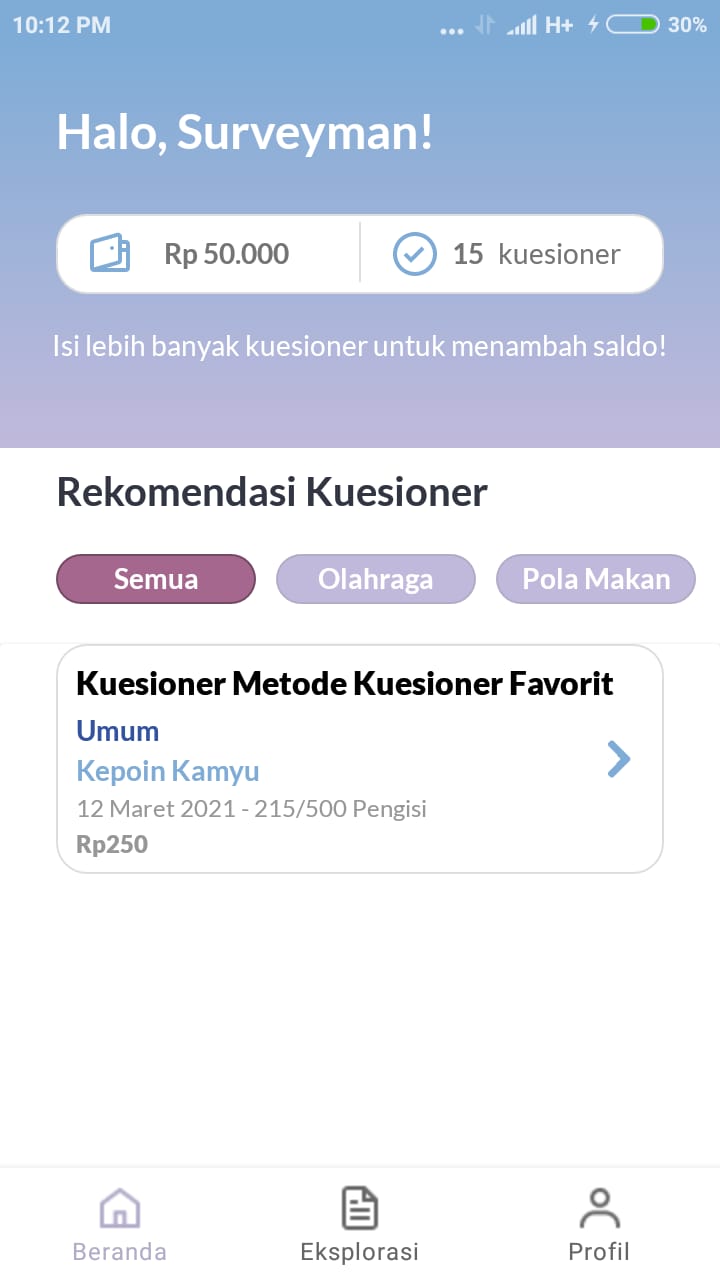 10:12 PM ... H+ 30%
Halo, Surveyman!
Rp 50.000 15 kuesioner
Isi lebih banyak kuesioner untuk menambah saldo!
Rekomendasi Kuesioner
Semua Olahraga Pola Makan
Kuesioner Metode Kuesioner Favorit
Umum
Kepoin Kamyu
12 Maret 2021 - 215/500 Pengisi
Rp250
Beranda Eksplorasi Profil